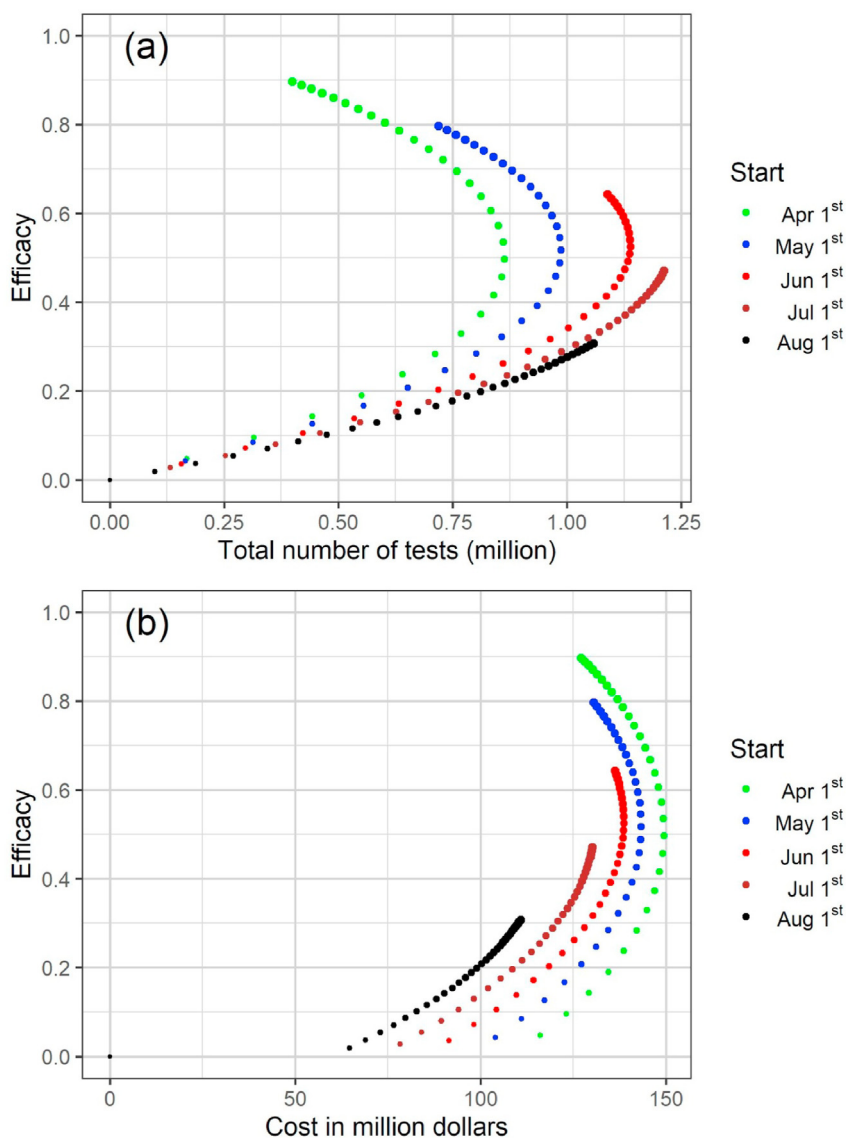 (a)
1.0
0.8
0.6
0.4
0.2
0.0
Efficacy
0.00 0.25 0.50 0.75 1.00 1.25
Total number of tests (million)
Start
Apr 1st
May 1st
Jun 1st
Jul 1st
Aug 1st
(b)
1.0
0.8
0.6
0.4
0.2
0.0
Efficacy
0 50 100 150
Cost in million dollars
Start
Apr 1st
May 1st
Jun 1st
Jul 1st
Aug 1st